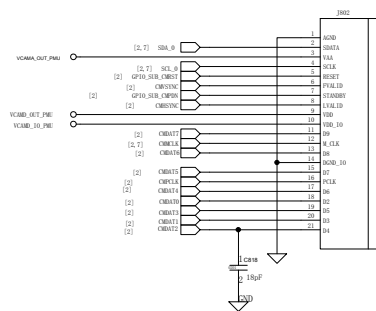 J802
1 AGND
[2,7] SDA_0 2 SDATA
VCAMA_OUT_PMU 3 VAA
[2,7] SCL_0 4 SCLK
[2] GPIO_SUB_CMRST 5 RESET
[2] CMVSYNC 6 FVALID
[2] GPIO_SUB_CMPDN 7 STANDBY
[2] CMHSYNC 8 LVALID
VCAMD_OUT_PMU 9 VDD
VCAMD_IO_PMU 10 VDD_IO
[2] CMDAT7 11 D9
[2,7] CMMCLK 12 M_CLK
[2] CMDAT6 13 D8
14 DGND_IO
[2] CMDAT5 15 D7
[2] CMPCLK 16 PCLK
[2] CMDAT4 17 D6
[2] CMDAT0 18 D2
[2] CMDAT3 19 D5
[2] CMDAT1 20 D3
[2] CMDAT2 21 D4
1 C818
2 18pF
GND